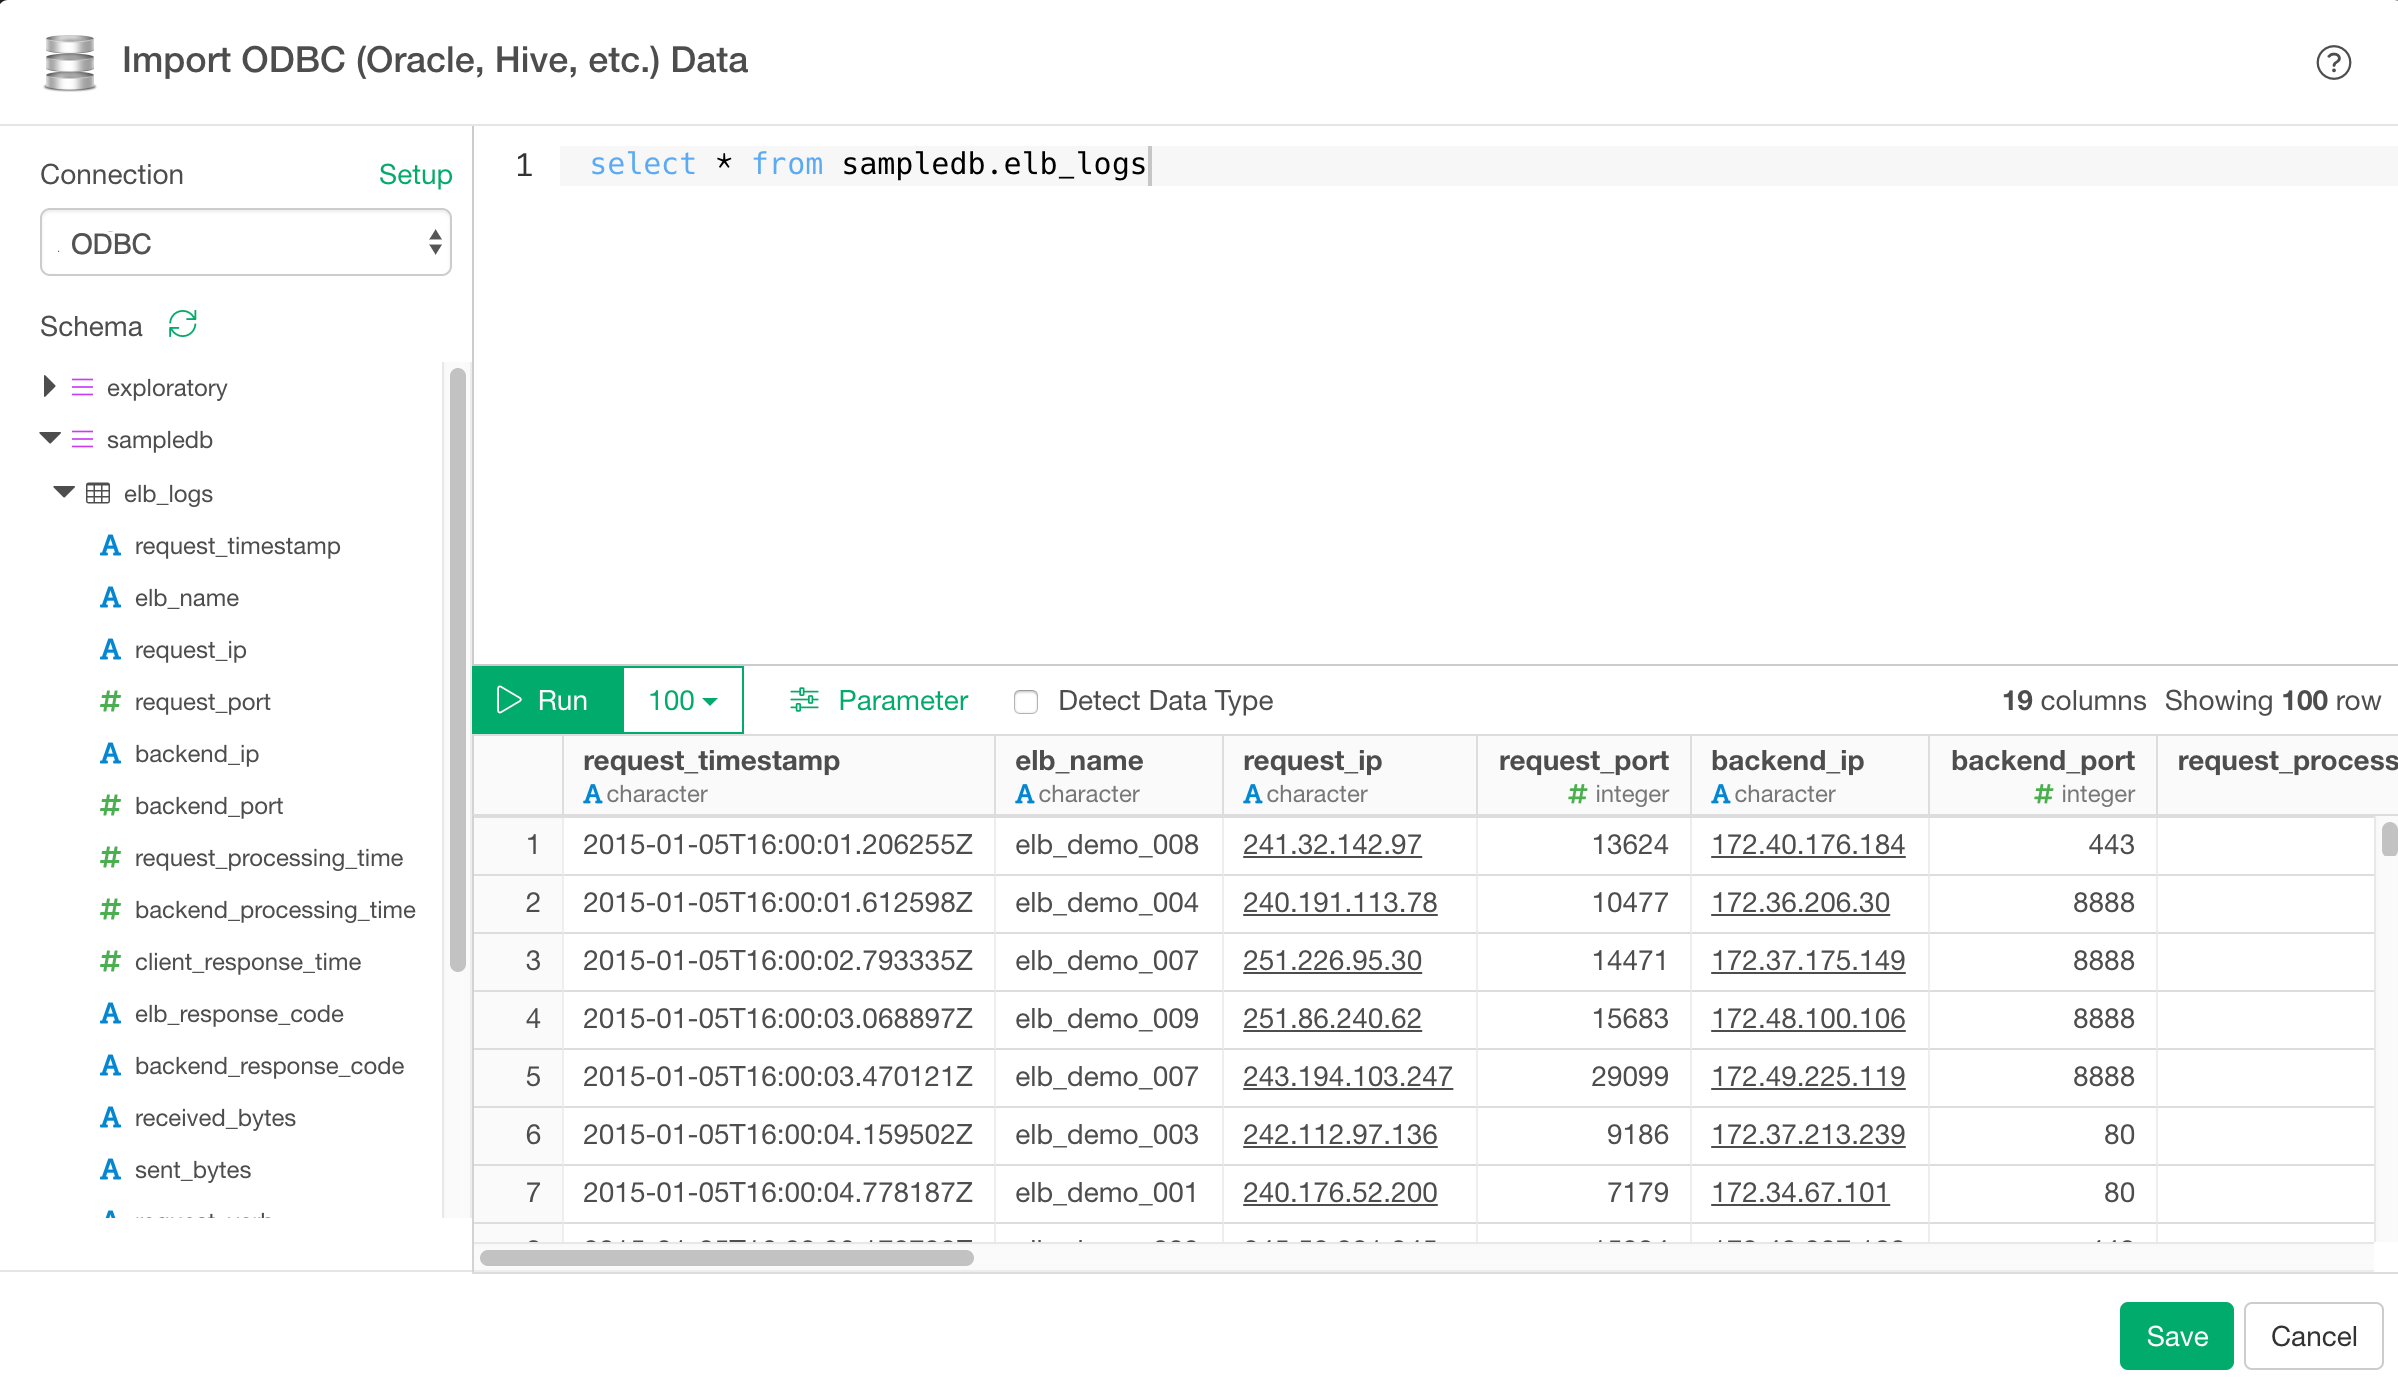 Import ODBC (Oracle, Hive, etc.) Data
?
Connection Setup
ODBC
Schema
exploratory
sampledb
elb_logs
A request_timestamp
A elb_name
A request_ip
# request_port
A backend_ip
# backend_port
# request_processing_time
# backend_processing_time
# client_response_time
A elb_response_code
A backend_response_code
A received_bytes
A sent_bytes
1 select * from sampledb.elb_logs
Run 100 Parameter Detect Data Type 19 columns Showing 100 row
request_timestamp elb_name request_ip request_port backend_ip backend_port request_process
A character A character A character # integer A character # integer
1 2015-01-05T16:00:01.206255Z elb_demo_008 241.32.142.97 13624 172.40.176.184 443
2 2015-01-05T16:00:01.612598Z elb_demo_004 240.191.113.78 10477 172.36.206.30 8888
3 2015-01-05T16:00:02.793335Z elb_demo_007 251.226.95.30 14471 172.37.175.149 8888
4 2015-01-05T16:00:03.068897Z elb_demo_009 251.86.240.62 15683 172.48.100.106 8888
5 2015-01-05T16:00:03.470121Z elb_demo_007 243.194.103.247 29099 172.49.225.119 8888
6 2015-01-05T16:00:04.159502Z elb_demo_003 242.112.97.136 9186 172.37.213.239 80
7 2015-01-05T16:00:04.778187Z elb_demo_001 240.176.52.200 7179 172.34.67.101 80
Save Cancel